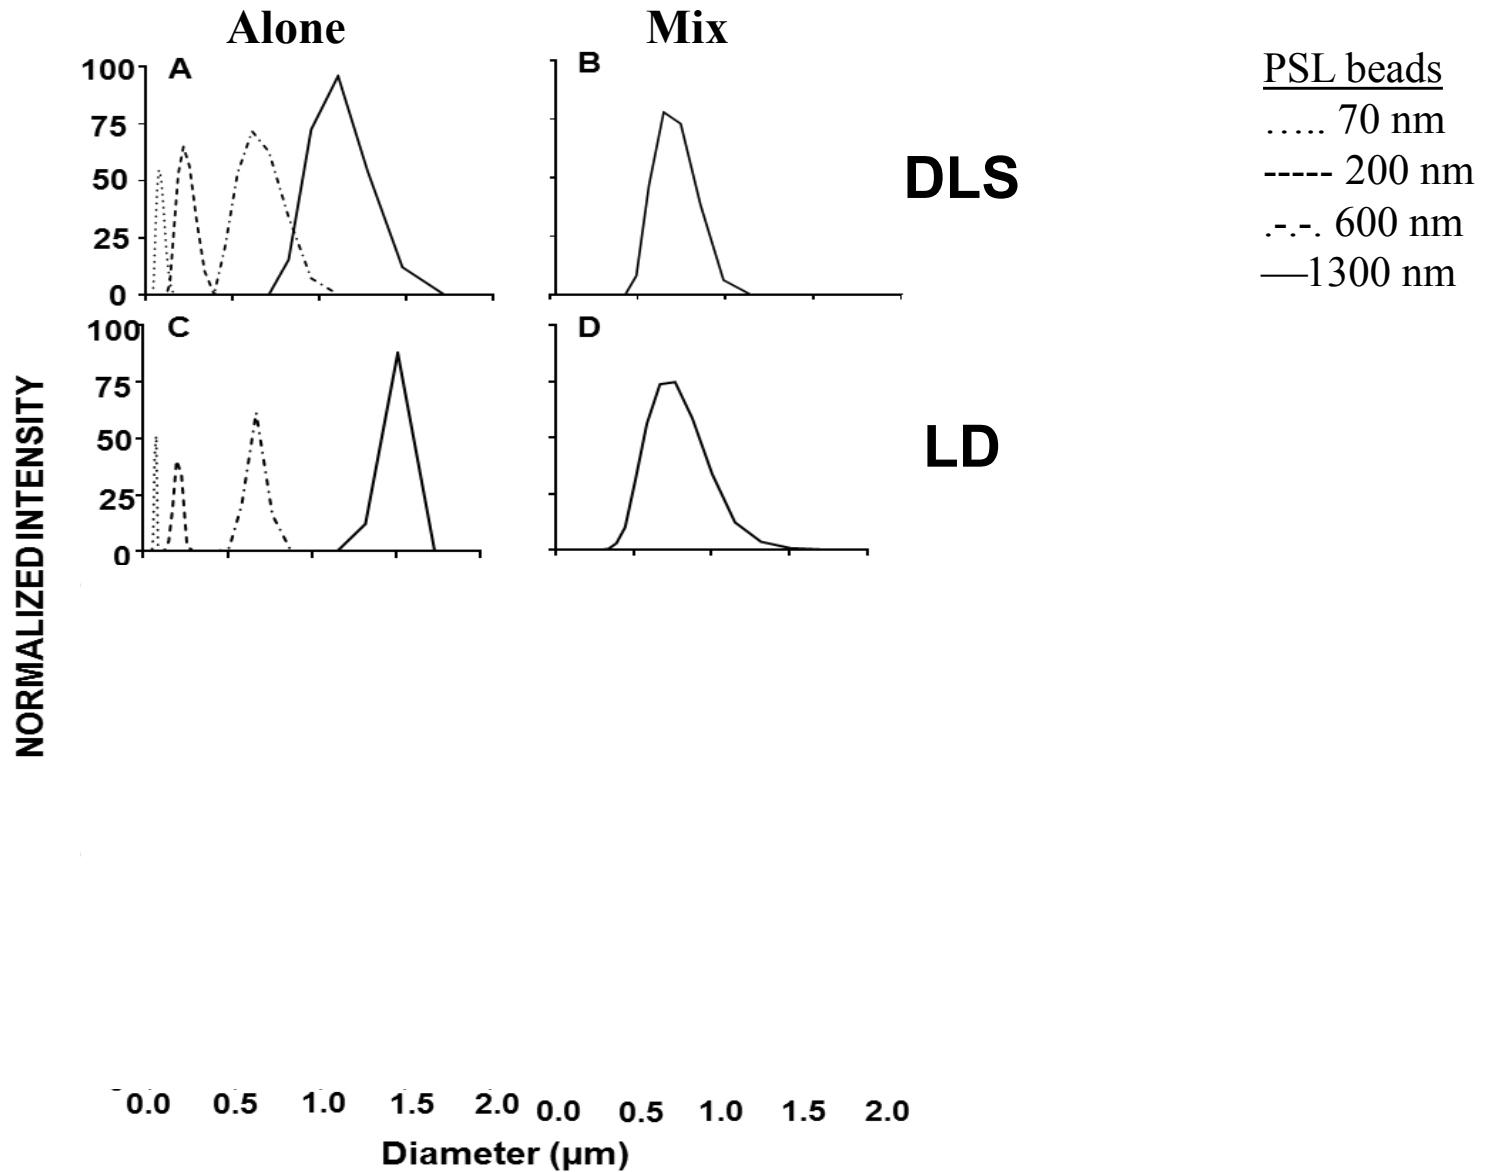 Alone
Mix
A
100
75
50
25
0
B
DLS
PSL beads
..... 70 nm
----- 200 nm
.-.-. 600 nm
—1300 nm
C
100
75
50
25
0
D
LD
NORMALIZED INTENSITY
0.0 0.5 1.0 1.5 2.0
0.0 0.5 1.0 1.5 2.0
Diameter (µm)